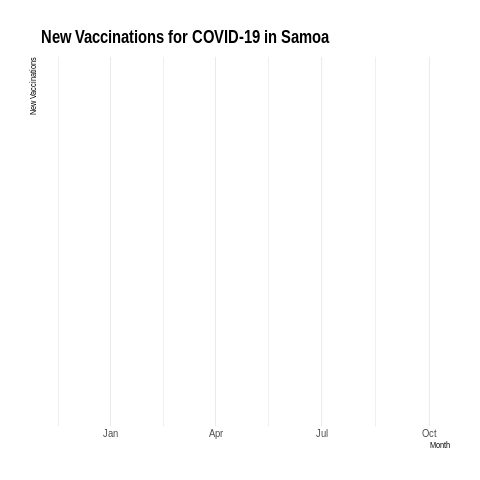 New Vaccinations for COVID-19 in Samoa
New Vaccinations
Jan Apr Jul Oct
Month